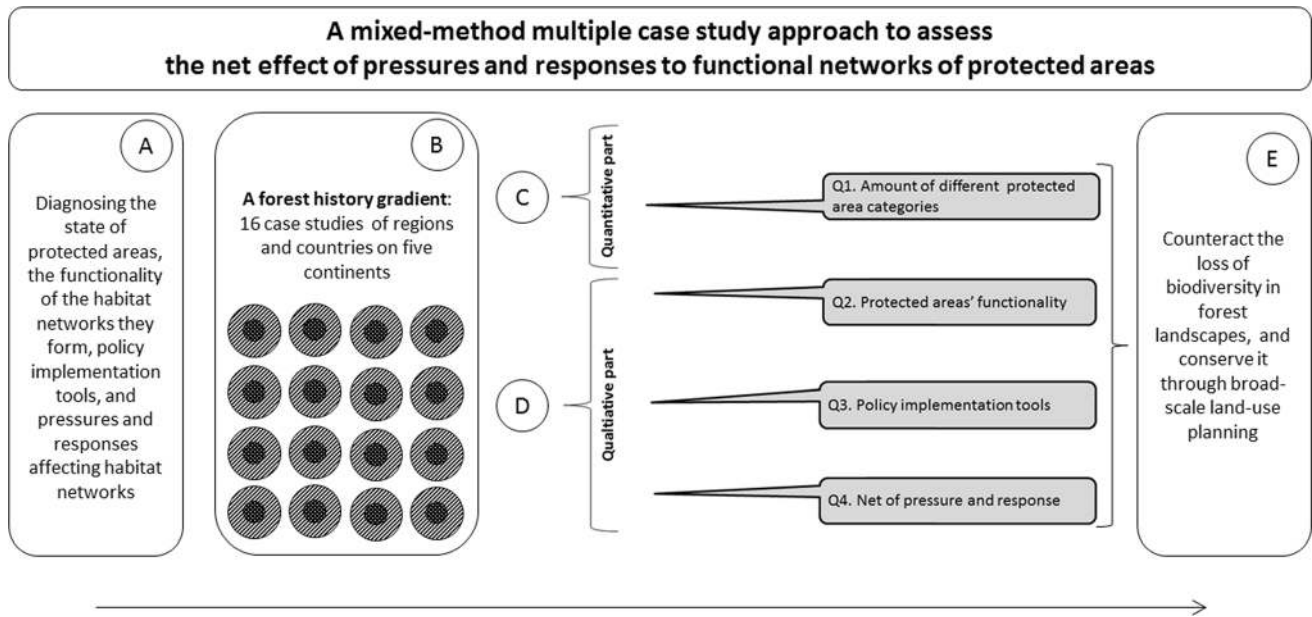 A mixed-method multiple case study approach to assess
the net effect of pressures and responses to functional networks of protected areas
A
Diagnosing the
state of
protected areas,
the functionality
of the habitat
networks they
form, policy
implementation
tools, and
pressures and
responses
affecting habitat
networks
B
A forest history gradient:
16 case studies of regions
and countries on five
continents
C
Quantitative part
D
Qualtiative part
Q1. Amount of different protected
area categories
Q2. Protected areas’ functionality
Q3. Policy implementation tools
Q4. Net of pressure and response
E
Counteract the
loss of
biodiversity in
forest
landscapes, and
conserve it
through broad-
scale land-use
planning